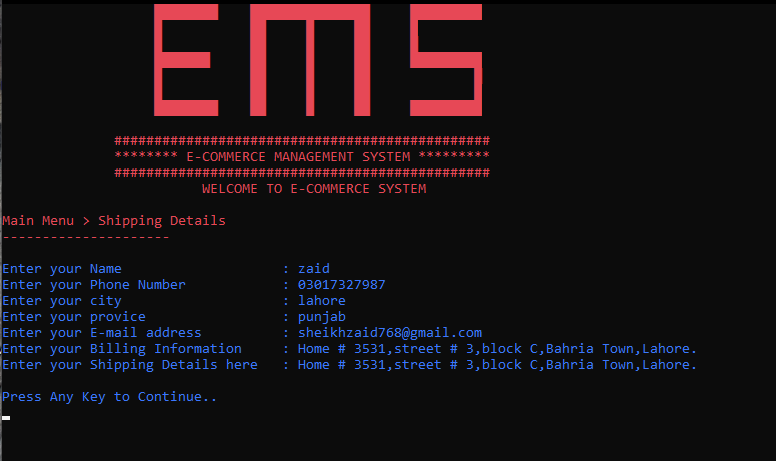 EMS
###############################################
******** E-COMMERCE MANAGEMENT SYSTEM *********
###############################################
WELCOME TO E-COMMERCE SYSTEM
Main Menu > Shipping Details
---------------------
Enter your Name : zaid
Enter your Phone Number : 03017327987
Enter your city : lahore
Enter your provice : punjab
Enter your E-mail address : sheikhzaid768@gmail.com
Enter your Billing Information : Home # 3531,street # 3,block C,Bahria Town,Lahore.
Enter your Shipping Details here : Home # 3531,street # 3,block C,Bahria Town,Lahore.
Press Any Key to Continue..